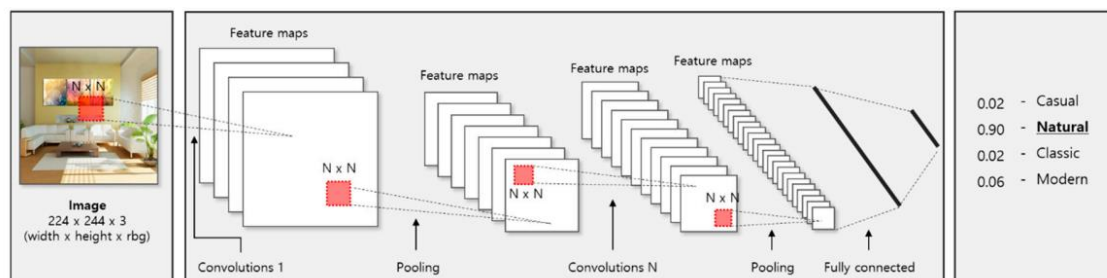 N x N
Image
224 x 244 x 3
(width x height x rbg)
Feature maps
N x N
Convolutions 1
Pooling
Feature maps
N x N
Feature maps
N x N
Convolutions N
Pooling
Feature maps
Fully connected
0.02 - Casual
0.90 - Natural
0.02 - Classic
0.06 - Modern